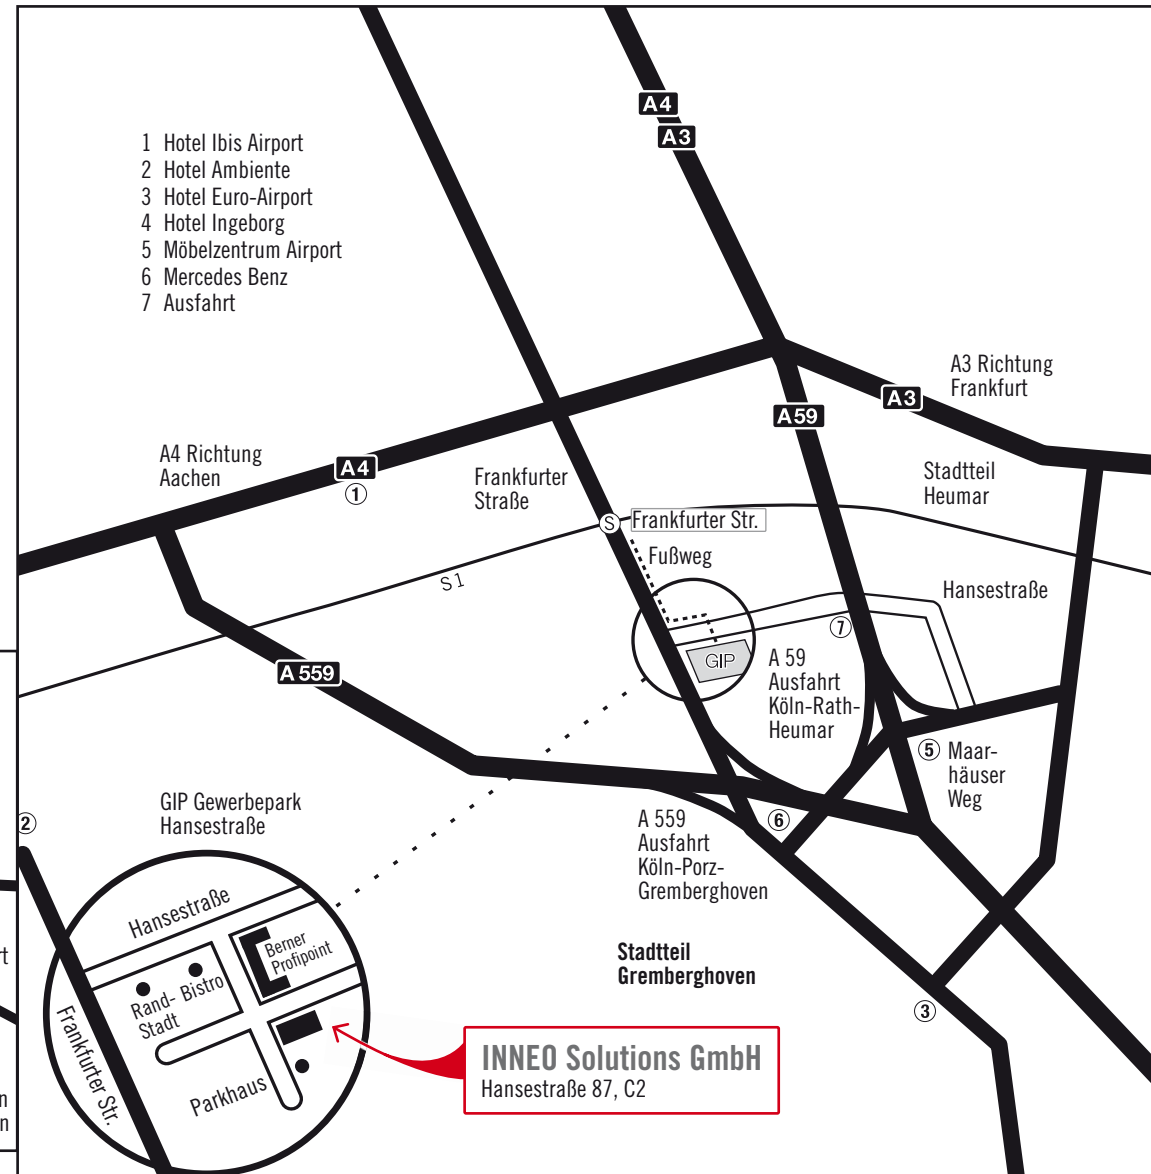 A4
A3
1 Hotel Ibis Airport
2 Hotel Ambiente
3 Hotel Euro-Airport
4 Hotel Ingeborg
5 Möbelzentrum Airport
6 Mercedes Benz
7 Ausfahrt
A3 Richtung
Frankfurt
A3
A59
A4 Richtung
Aachen
A4
1
Frankfurter
Straße
Stadtteil
Heumar
S
Frankfurter Str.
Fußweg
S 1
Hansestraße
7
GIP
A 559
A 59
Ausfahrt
Köln-Rath-
Heumar
5
Maar-
häuser
Weg
GIP Gewerbepark
Hansestraße
2
6
A 559
Ausfahrt
Köln-Porz-
Gremberghoven
Hansestraße
Berner
Profipoint
Rand-
Stadt
Bistro
Stadtteil
Gremberghoven
3
Frankfurter Str.
Parkhaus
INNEO Solutions GmbH
Hansestraße 87, C2